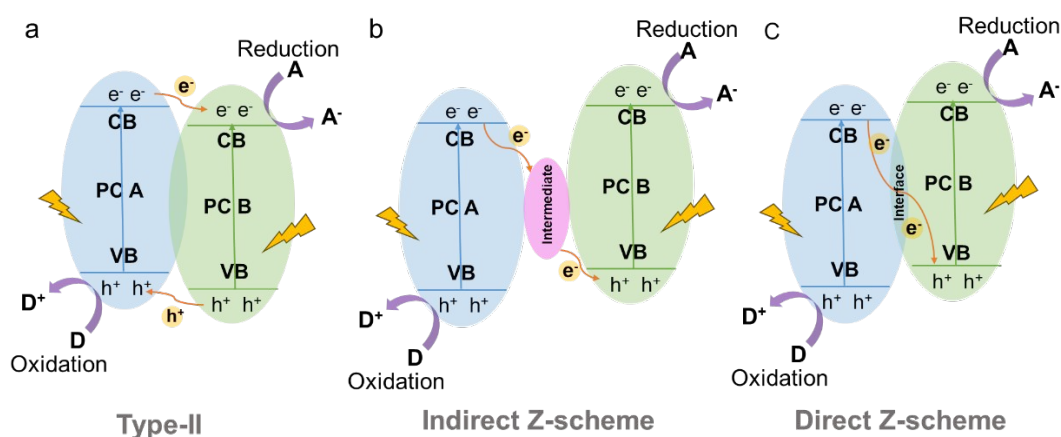 a
Reduction
A
A-
e-
e- e-
e- e-
CB
CB
PC A
PC B
VB
VB
h+ h+
h+ h+
h+
D+
D
Oxidation
Type-II
b
Reduction
A
A-
e- e-
e- e-
CB
CB
e-
Intermediate
PC A
PC B
VB
VB
e-
h+ h+
h+ h+
D+
D
Oxidation
Indirect Z-scheme
C
Reduction
A
A-
e- e-
e- e-
CB
CB
e-
Interface
PC A
PC B
e-
VB
VB
h+ h+
h+ h+
D+
D
Oxidation
Direct Z-scheme